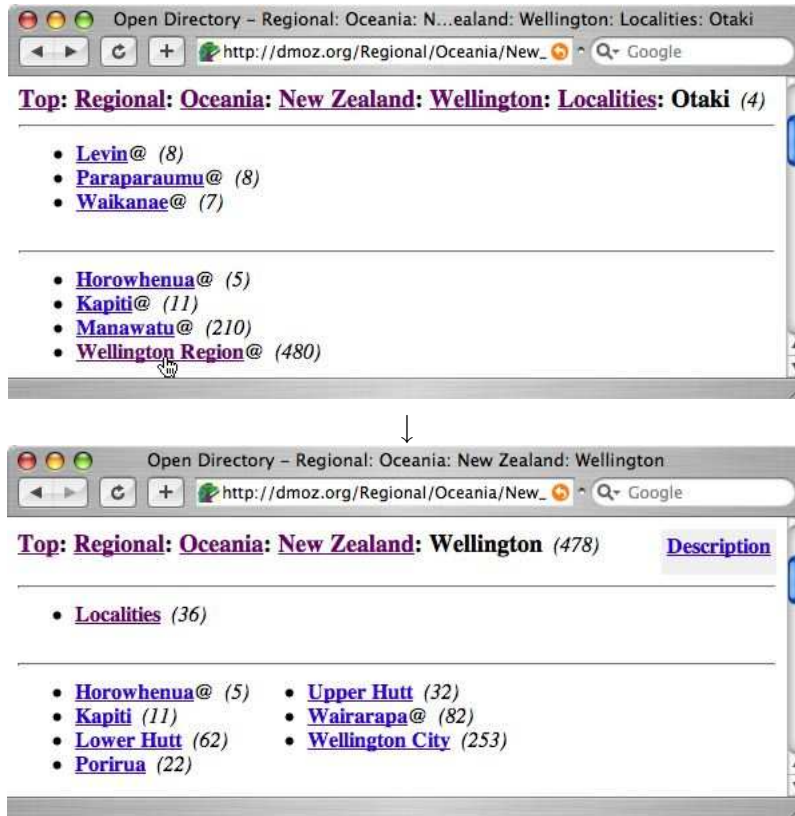 Open Directory – Regional: Oceania: N...ealand: Wellington: Localities: Otaki
http://dmoz.org/Regional/Oceania/New_ Google
Top: Regional: Oceania: New Zealand: Wellington: Localities: Otaki (4)
• Levin@ (8)
• Paraparaumu@ (8)
• Waikanae@ (7)
• Horowhenua@ (5)
• Kapiti@ (11)
• Manawatu@ (210)
• Wellington Region@ (480)
↓
Open Directory – Regional: Oceania: New Zealand: Wellington
http://dmoz.org/Regional/Oceania/New_ Google
Top: Regional: Oceania: New Zealand: Wellington (478) Description
• Localities (36)
• Horowhenua@ (5) • Upper Hutt (32)
• Kapiti (11) • Wairarapa@ (82)
• Lower Hutt (62) • Wellington City (253)
• Porirua (22)